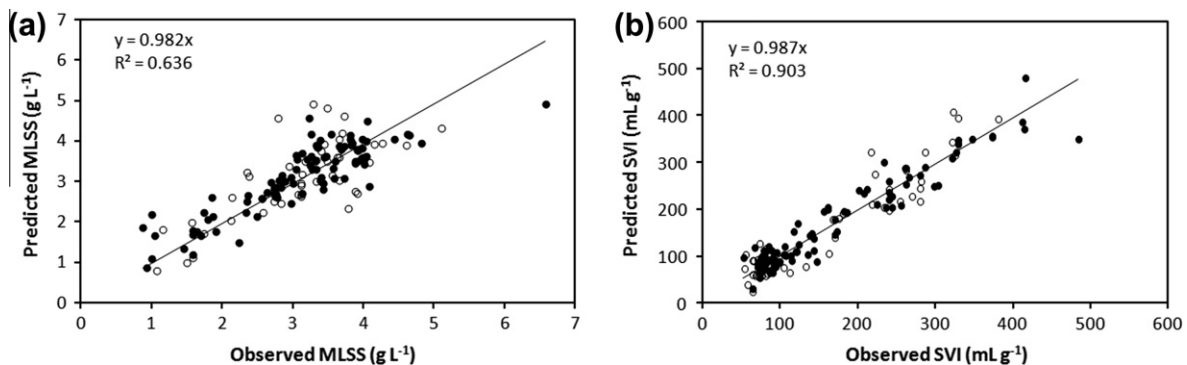 (a)
y = 0.982x
R² = 0.636
Predicted MLSS (g L⁻¹)
7
6
5
4
3
2
1
0
0 1 2 3 4 5 6 7
Observed MLSS (g L⁻¹)
(b)
y = 0.987x
R² = 0.903
Predicted SVI (mL g⁻¹)
600
500
400
300
200
100
0
0 100 200 300 400 500 600
Observed SVI (mL g⁻¹)